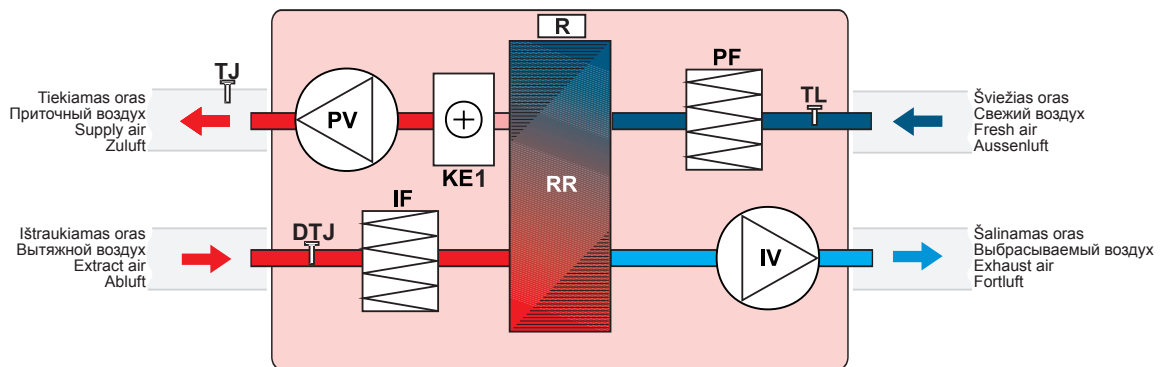 R
TJ
PF
TL
Tiekiamas oras
Приточный воздух
Supply air
Zuluft
PV
KE1
Šviežias oras
Свежий воздух
Fresh air
Aussenluft
RR
IF
DTJ
Ištraukiamas oras
Вытяжной воздух
Extract air
Abluft
IV
Šalinamas oras
Выбрасываемый воздух
Exhaust air
Fortluft